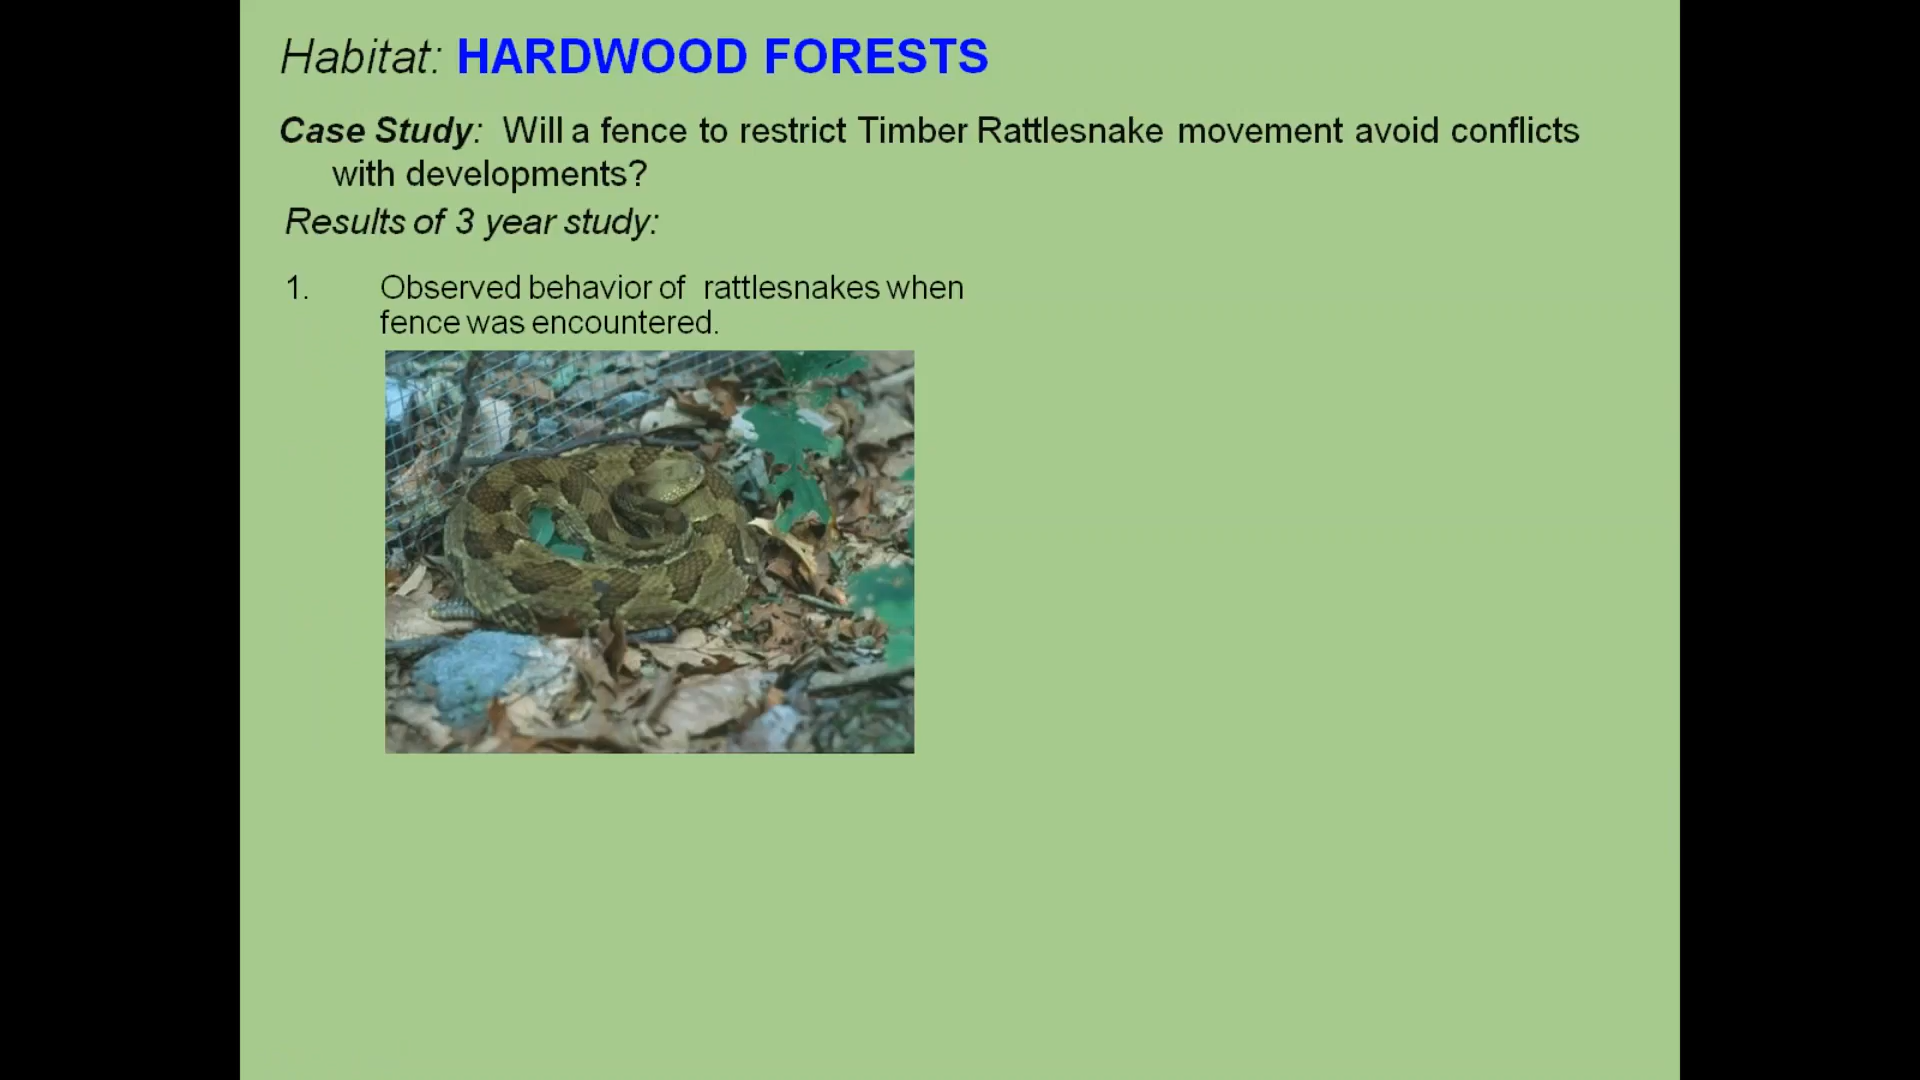 Habitat: HARDWOOD FORESTS
Case Study: Will a fence to restrict Timber Rattlesnake movement avoid conflicts
with developments?
Results of 3 year study:
1. Observed behavior of rattlesnakes when
fence was encountered.